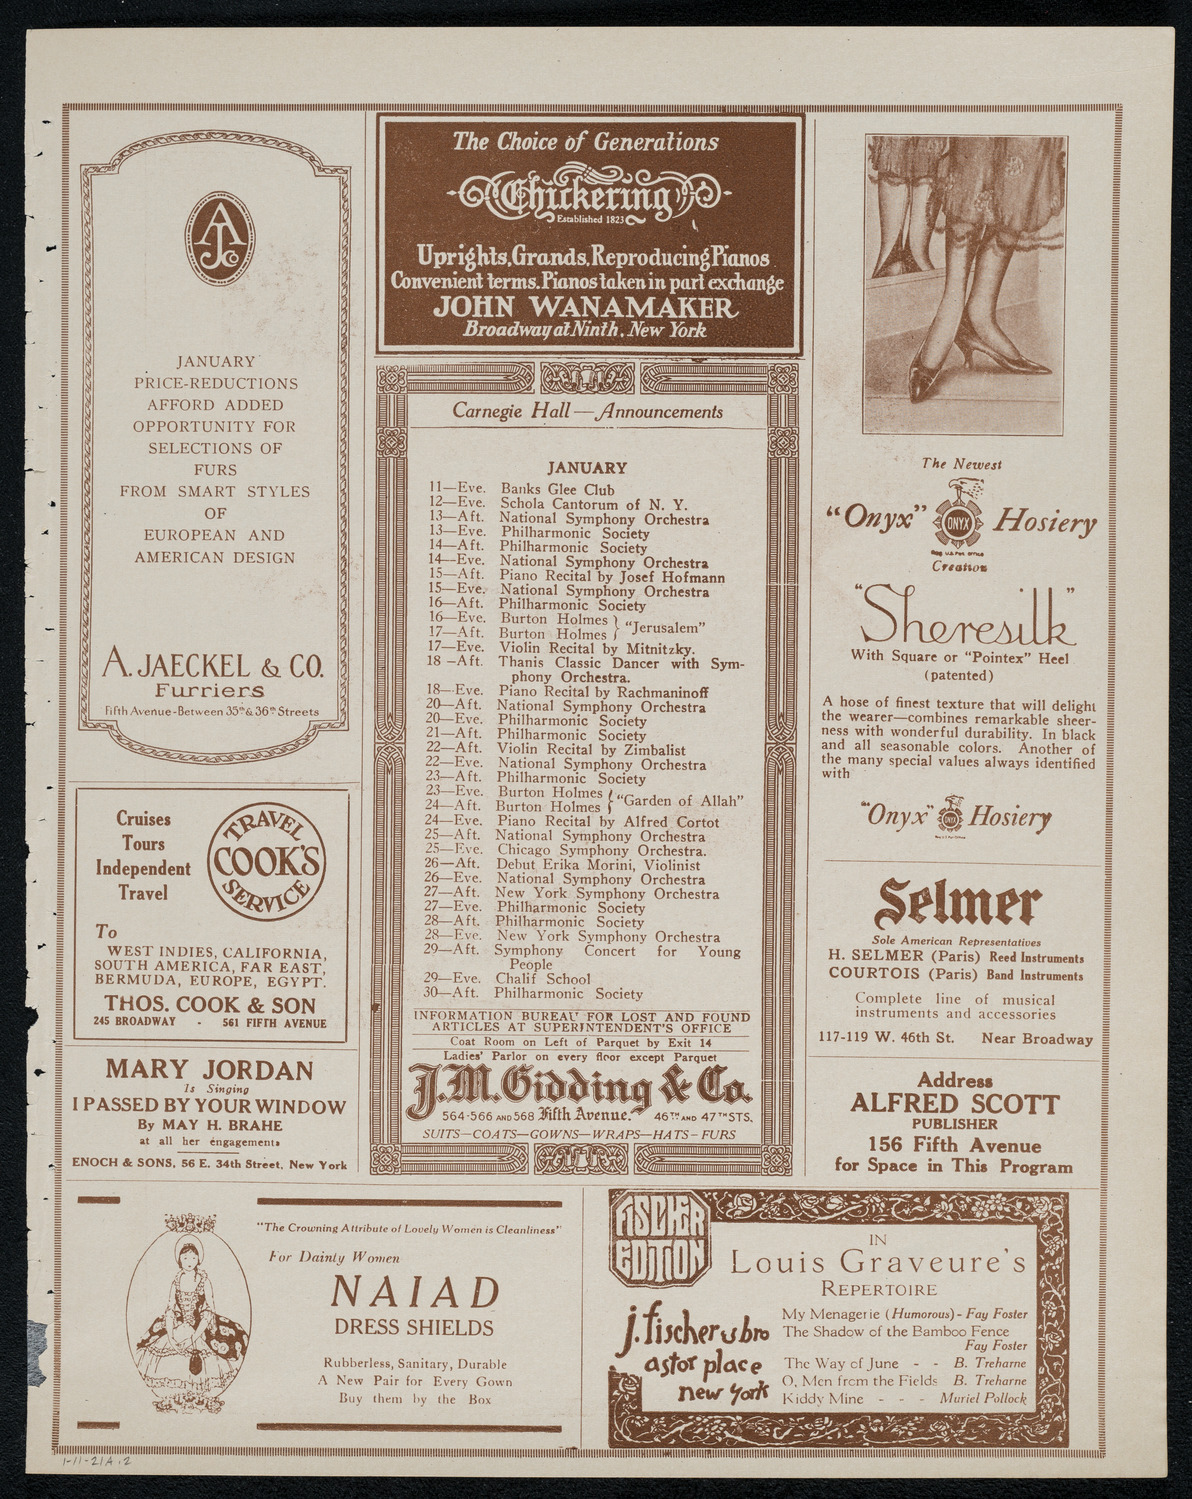 AJCo
JANUARY
PRICE-REDUCTIONS
AFFORD ADDED
OPPORTUNITY FOR
SELECTIONS OF
FURS
FROM SMART STYLES
OF
EUROPEAN AND
AMERICAN DESIGN
A. JAECKEL & CO.
Furriers
Fifth Avenue - Between 35th & 36th Streets
Cruises
Tours
Independent
Travel
TRAVEL
COOK'S
SERVICE
To
WEST INDIES, CALIFORNIA,
SOUTH AMERICA, FAR EAST,
BERMUDA, EUROPE, EGYPT.
THOS. COOK & SON
245 BROADWAY - 561 FIFTH AVENUE
MARY JORDAN
Is Singing
I PASSED BY YOUR WINDOW
By MAY H. BRAHE
at all her engagements
ENOCH & SONS, 56 E. 34th Street, New York
The Choice of Generations
Chickering
Established 1823
Uprights, Grands, Reproducing Pianos
Convenient terms. Pianos taken in part exchange
JOHN WANAMAKER
Broadway at Ninth, New York
Carnegie Hall — Announcements
JANUARY
11—Eve. Banks Glee Club
12—Eve. Schola Cantorum of N. Y.
13—Aft. National Symphony Orchestra
13—Eve. Philharmonic Society
14—Aft. Philharmonic Society
14—Eve. National Symphony Orchestra
15—Aft. Piano Recital by Josef Hofmann
15—Eve. National Symphony Orchestra
16—Aft. Philharmonic Society
16—Eve. Burton Holmes } "Jerusalem"
17—Aft. Burton Holmes }
17—Eve. Violin Recital by Mitnitzky.
18 —Aft. Thanis Classic Dancer with Sym-
phony Orchestra.
18—Eve. Piano Recital by Rachmaninoff
20—Aft. National Symphony Orchestra
20—Eve. Philharmonic Society
21—Aft. Philharmonic Society
22—Aft. Violin Recital by Zimbalist
22—Eve. National Symphony Orchestra
23—Aft. Philharmonic Society
23—Eve. Burton Holmes { "Garden of Allah"
24—Aft. Burton Holmes {
24—Eve. Piano Recital by Alfred Cortot
25—Aft. National Symphony Orchestra
25—Eve. Chicago Symphony Orchestra.
26—Aft. Debut Erika Morini, Violinist
26—Eve. National Symphony Orchestra
27—Aft. New York Symphony Orchestra
27—Eve. Philharmonic Society
28—Aft. Philharmonic Society
28—Eve. New York Symphony Orchestra
29—Aft. Symphony Concert for Young
People
29—Eve. Chalif School
30—Aft. Philharmonic Society
INFORMATION BUREAU FOR LOST AND FOUND
ARTICLES AT SUPERINTENDENT'S OFFICE
Coat Room on Left of Parquet by Exit 14
Ladies' Parlor on every floor except Parquet
J. M. Gidding & Co.
564-566 AND 568 Fifth Avenue. 46TH AND 47TH STS.
SUITS—COATS—GOWNS—WRAPS—HATS—FURS
The Newest
"Onyx" ONYX Hosiery
Reg. U.S. Pat. Office
Creation
"Sheresilk"
With Square or "Pointex" Heel
(patented)
A hose of finest texture that will delight
the wearer—combines remarkable sheer-
ness with wonderful durability. In black
and all seasonable colors. Another of
the many special values always identified
with
"Onyx" ONYX Hosiery
Selmer
Sole American Representatives
H. SELMER (Paris) Reed Instruments
COURTOIS (Paris) Band Instruments
Complete line of musical
instruments and accessories
117-119 W. 46th St. Near Broadway
Address
ALFRED SCOTT
PUBLISHER
156 Fifth Avenue
for Space in This Program
"The Crowning Attribute of Lovely Women is Cleanliness"
For Dainty Women
NAIAD
DRESS SHIELDS
Rubberless, Sanitary, Durable
A New Pair for Every Gown
Buy them by the Box
FISCHER
EDITION
IN
Louis Graveure's
REPERTOIRE
j. fischer & bro
astor place
new york
My Menagerie (Humorous) - Fay Foster
The Shadow of the Bamboo Fence
Fay Foster
The Way of June - - B. Treharne
O, Men from the Fields B. Treharne
Kiddy Mine - - Muriel Pollock
1-11-21A.2